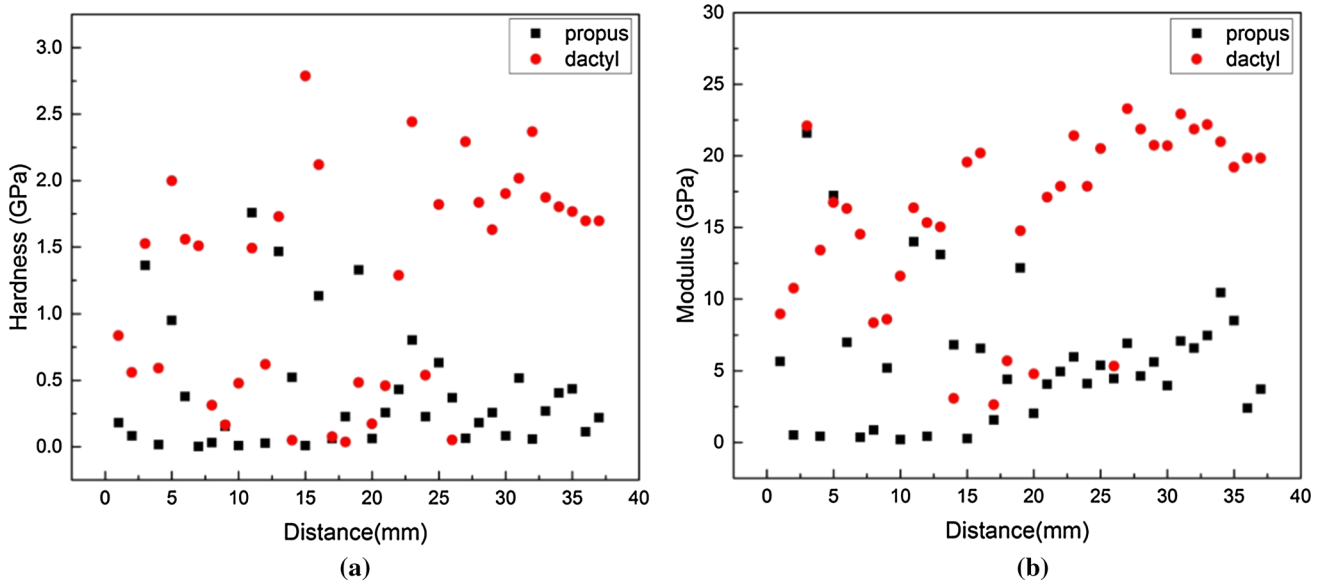 3.0
2.5
2.0
1.5
1.0
0.5
0.0
Hardness (GPa)
propus
dactyl
0 5 10 15 20 25 30 35 40
Distance(mm)
(a)
30
25
20
15
10
5
0
Modulus (GPa)
propus
dactyl
0 5 10 15 20 25 30 35 40
Distance(mm)
(b)